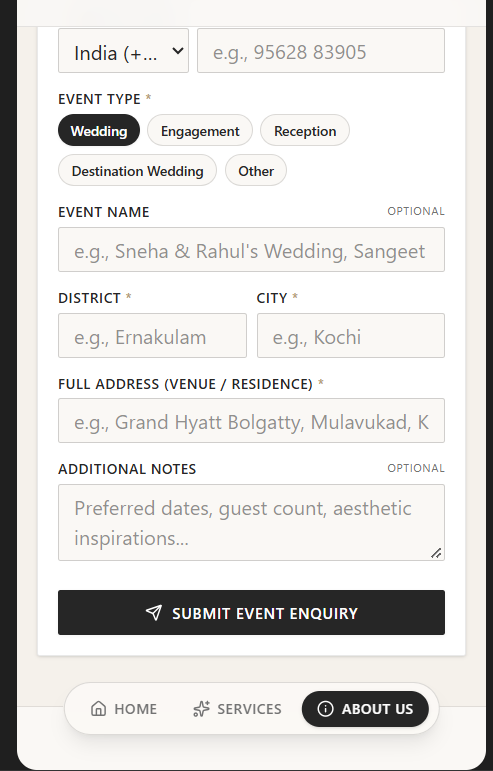 India (+...
e.g., 95628 83905
EVENT TYPE *
Wedding
Engagement
Reception
Destination Wedding
Other
EVENT NAME
OPTIONAL
e.g., Sneha & Rahul's Wedding, Sangeet
DISTRICT *
CITY *
e.g., Ernakulam
e.g., Kochi
FULL ADDRESS (VENUE / RESIDENCE) *
e.g., Grand Hyatt Bolgatty, Mulavukad, K
ADDITIONAL NOTES
OPTIONAL
Preferred dates, guest count, aesthetic
inspirations...
SUBMIT EVENT ENQUIRY
HOME
SERVICES
ABOUT US